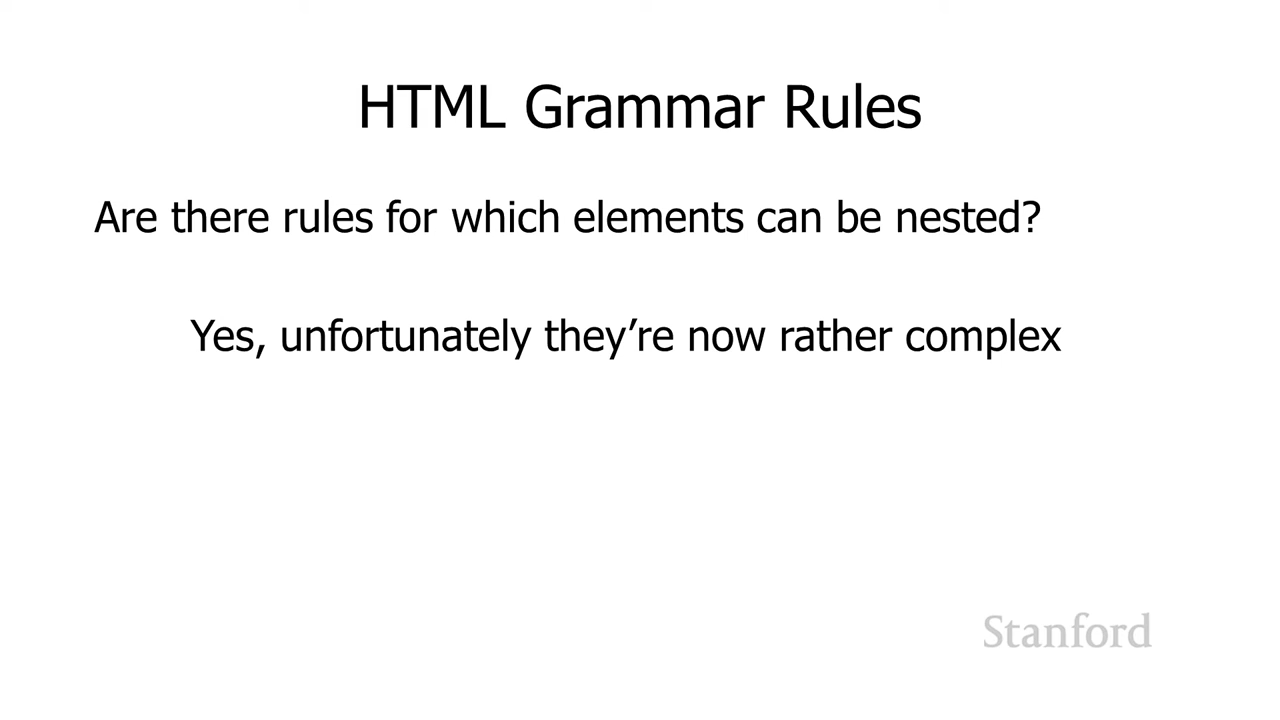 HTML Grammar Rules
Are there rules for which elements can be nested?
Yes, unfortunately they’re now rather complex
Stanford